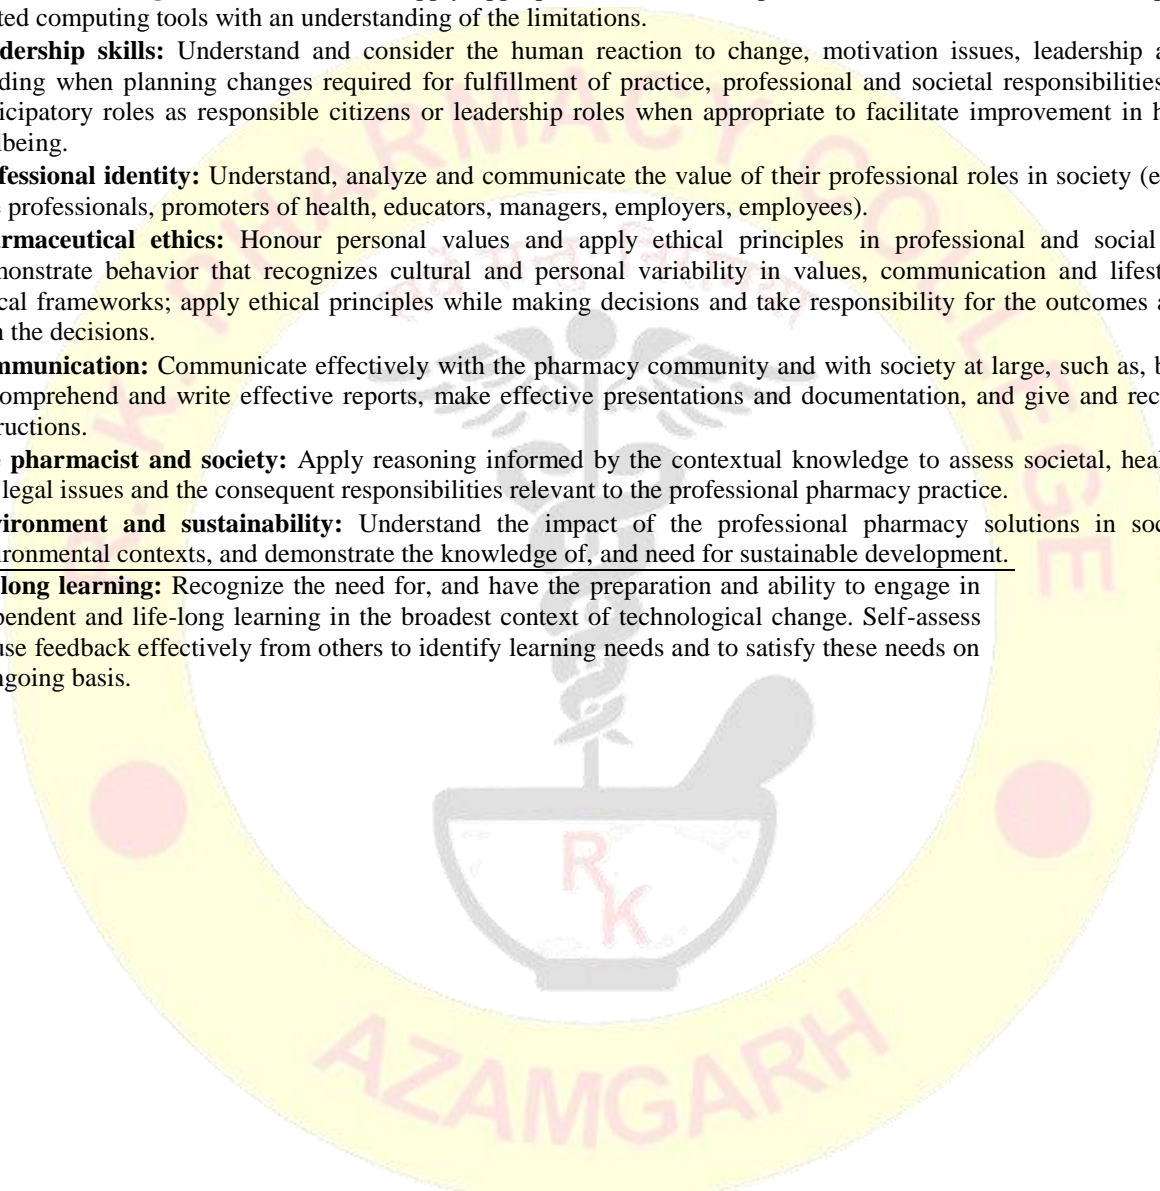 ted computing tools with an understanding of the limitations.
dership skills: Understand and consider the human reaction to change, motivation issues, leadership a
ding when planning changes required for fulfillment of practice, professional and societal responsibilities
icipatory roles as responsible citizens or leadership roles when appropriate to facilitate improvement in h
lbeing.
fessional identity: Understand, analyze and communicate the value of their professional roles in society (e
e professionals, promoters of health, educators, managers, employers, employees).
armaceutical ethics: Honour personal values and apply ethical principles in professional and social
monstrate behavior that recognizes cultural and personal variability in values, communication and lifest
ical frameworks; apply ethical principles while making decisions and take responsibility for the outcomes a
h the decisions.
mmunication: Communicate effectively with the pharmacy community and with society at large, such as, b
omprehend and write effective reports, make effective presentations and documentation, and give and rec
ructions.
e pharmacist and society: Apply reasoning informed by the contextual knowledge to assess societal, heal
legal issues and the consequent responsibilities relevant to the professional pharmacy practice.
vironment and sustainability: Understand the impact of the professional pharmacy solutions in soc
ironmental contexts, and demonstrate the knowledge of, and need for sustainable development.
long learning: Recognize the need for, and have the preparation and ability to engage in
pendent and life-long learning in the broadest context of technological change. Self-assess
use feedback effectively from others to identify learning needs and to satisfy these needs on
ngoing basis.
R.K. PHARMACY COLLEGE
RK
AZAMGARH